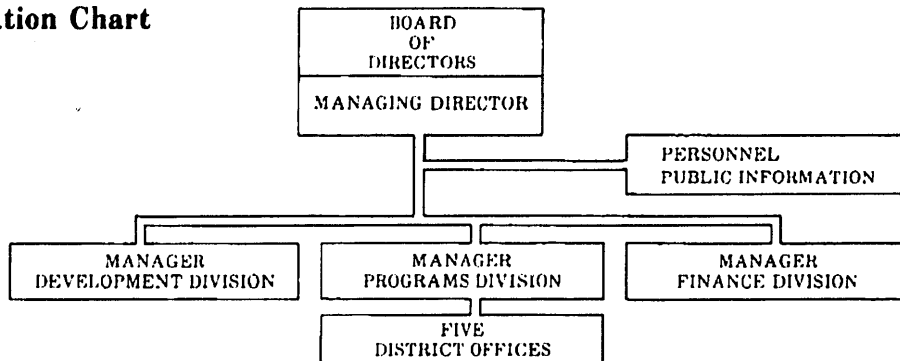 ation Chart
BOARD
OF
DIRECTORS
MANAGING DIRECTOR
PERSONNEL
PUBLIC INFORMATION
MANAGER
DEVELOPMENT DIVISION
MANAGER
PROGRAMS DIVISION
MANAGER
FINANCE DIVISION
FIVE
DISTRICT OFFICES